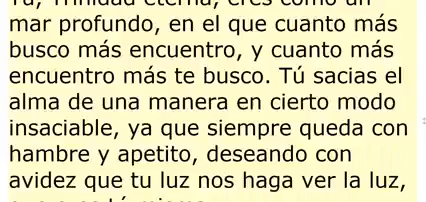 Tú, Trinidad eterna, eres como un
mar profundo, en el que cuanto más
busco más encuentro, y cuanto más
encuentro más te busco. Tú sacias el
alma de una manera en cierto modo
insaciable, ya que siempre queda con
hambre y apetito, deseando con
avidez que tu luz nos haga ver la luz,